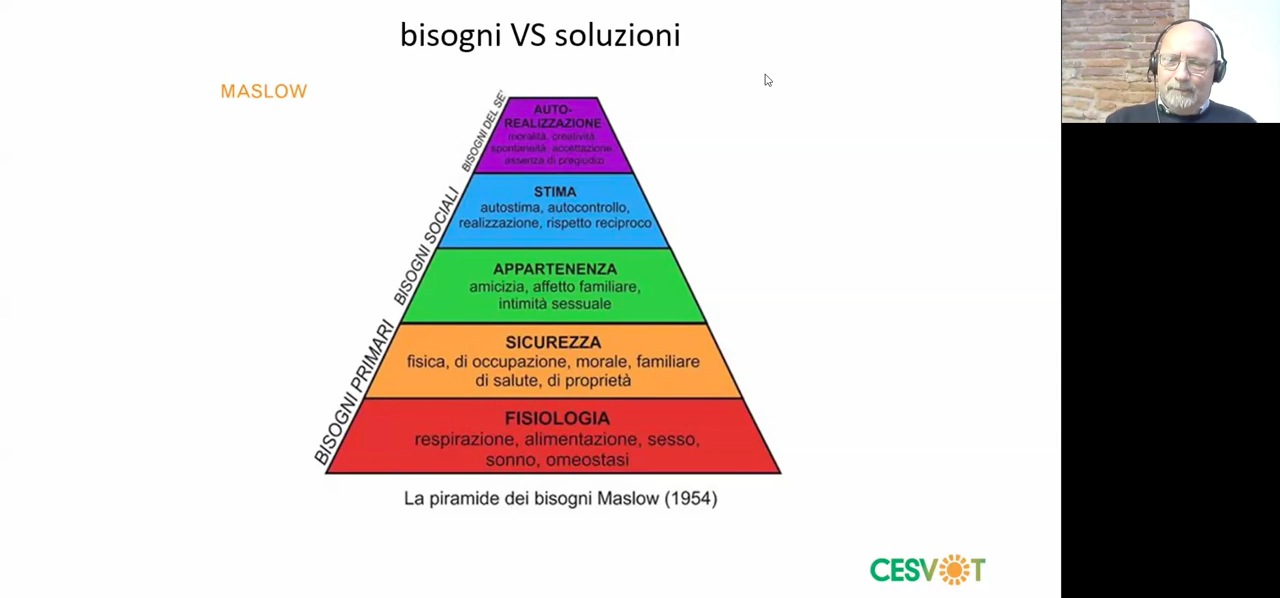 bisogni VS soluzioni
MASLOW
BISOGNI DEL SE'
AUTO-
REALIZZAZIONE
moralità, creatività,
spontaneità, accettazione,
assenza di pregiudizi
BISOGNI SOCIALI
STIMA
autostima, autocontrollo,
realizzazione, rispetto reciproco
APPARTENENZA
amicizia, affetto familiare,
intimità sessuale
BISOGNI PRIMARI
SICUREZZA
fisica, di occupazione, morale, familiare
di salute, di proprietà
FISIOLOGIA
respirazione, alimentazione, sesso,
sonno, omeostasi
La piramide dei bisogni Maslow (1954)
CESVOT